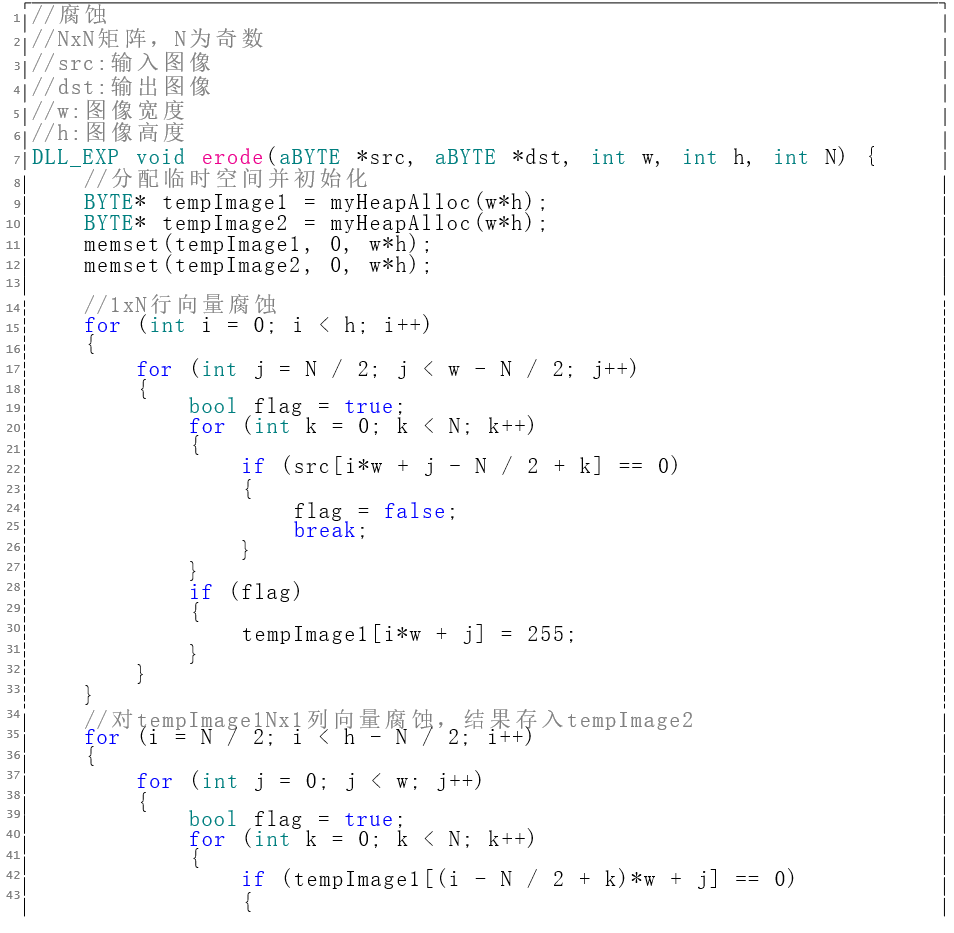 1 //腐蚀
2 //NxN矩阵，N为奇数
3 //src:输入图像
4 //dst:输出图像
5 //w:图像宽度
6 //h:图像高度
7 DLL_EXP void erode(aBYTE *src, aBYTE *dst, int w, int h, int N) {
8     //分配临时空间并初始化
9     BYTE* tempImage1 = myHeapAlloc(w*h);
10     BYTE* tempImage2 = myHeapAlloc(w*h);
11     memset(tempImage1, 0, w*h);
12     memset(tempImage2, 0, w*h);
13
14     //1xN行向量腐蚀
15     for (int i = 0; i < h; i++)
16     {
17         for (int j = N / 2; j < w - N / 2; j++)
18         {
19             bool flag = true;
20             for (int k = 0; k < N; k++)
21             {
22                 if (src[i*w + j - N / 2 + k] == 0)
23                 {
24                     flag = false;
25                     break;
26                 }
27             }
28             if (flag)
29             {
30                 tempImage1[i*w + j] = 255;
31             }
32         }
33     }
34     //对tempImage1Nx1列向量腐蚀，结果存入tempImage2
35     for (i = N / 2; i < h - N / 2; i++)
36     {
37         for (int j = 0; j < w; j++)
38         {
39             bool flag = true;
40             for (int k = 0; k < N; k++)
41             {
42                 if (tempImage1[(i - N / 2 + k)*w + j] == 0)
43                 {